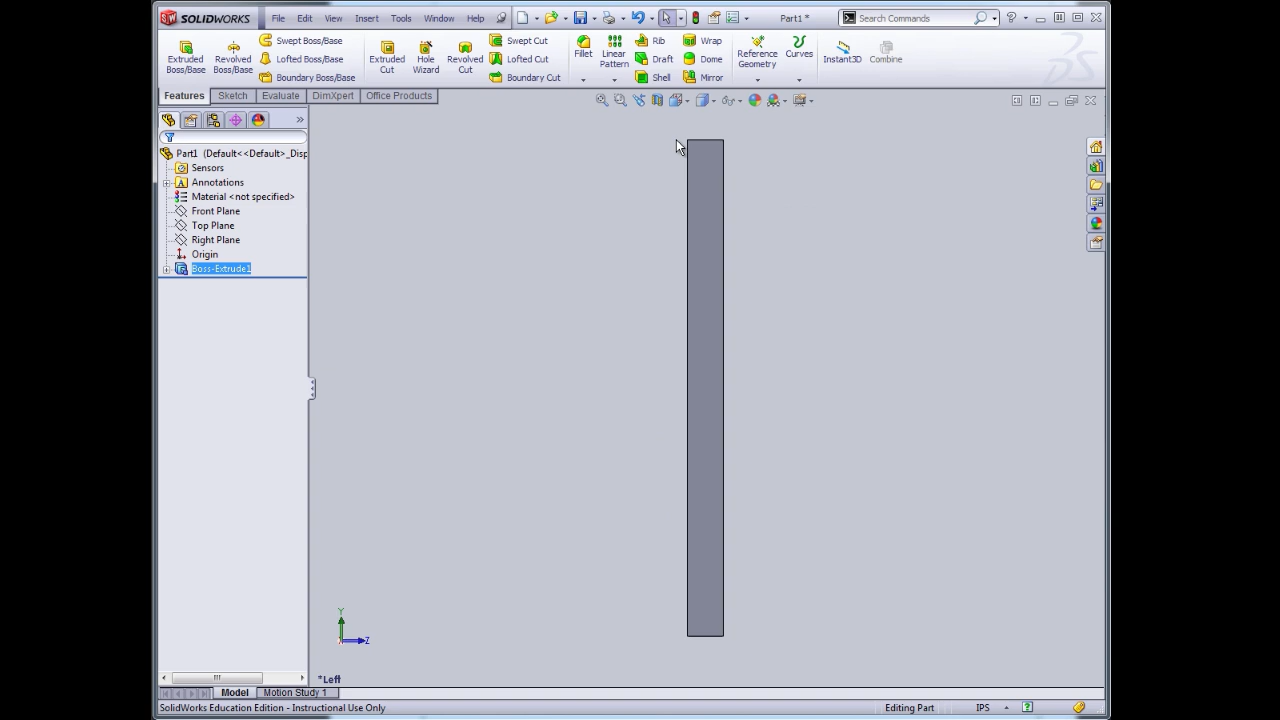 SOLIDWORKS File Edit View Insert Tools Window Help Part1 * Search Commands
Extruded Boss/Base
Revolved Boss/Base
Swept Boss/Base
Lofted Boss/Base
Boundary Boss/Base
Extruded Cut
Hole Wizard
Revolved Cut
Swept Cut
Lofted Cut
Boundary Cut
Fillet
Linear Pattern
Rib
Draft
Shell
Wrap
Dome
Mirror
Reference Geometry
Curves
Instant3D
Combine
Features Sketch Evaluate DimXpert Office Products
Part1 (Default<<Default>_Disp
Sensors
Annotations
Material <not specified>
Front Plane
Top Plane
Right Plane
Origin
Boss-Extrude1
Y
Z
*Left
Model Motion Study 1
SolidWorks Education Edition - Instructional Use Only Editing Part IPS